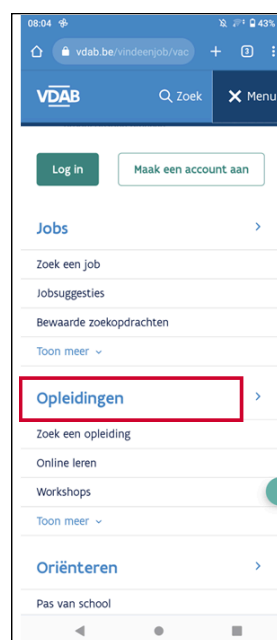 08:04 43%
vdab.be/vindeenjob/vac 3
VDAB Zoek Menu
Log in Maak een account aan
Jobs
Zoek een job
Jobsuggesties
Bewaarde zoekopdrachten
Toon meer
Opleidingen
Zoek een opleiding
Online leren
Workshops
Toon meer
Oriënteren
Pas van school